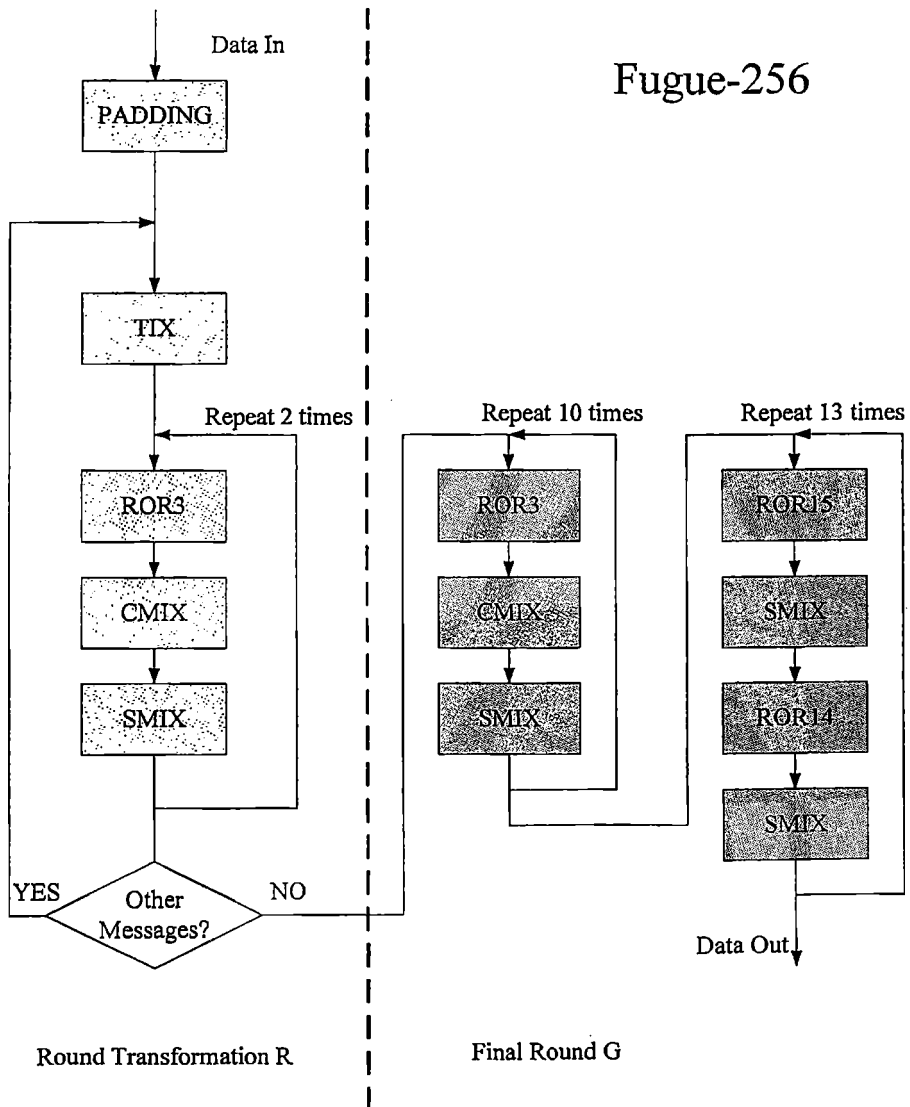 Data In
Fugue-256
PADDING
TIX
Repeat 2 times
ROR3
CMIX
SMIX
YES
Other
Messages?
NO
Repeat 10 times
ROR3
CMIX
SMIX
Repeat 13 times
ROR15
SMIX
ROR14
SMIX
Data Out
Round Transformation R
Final Round G